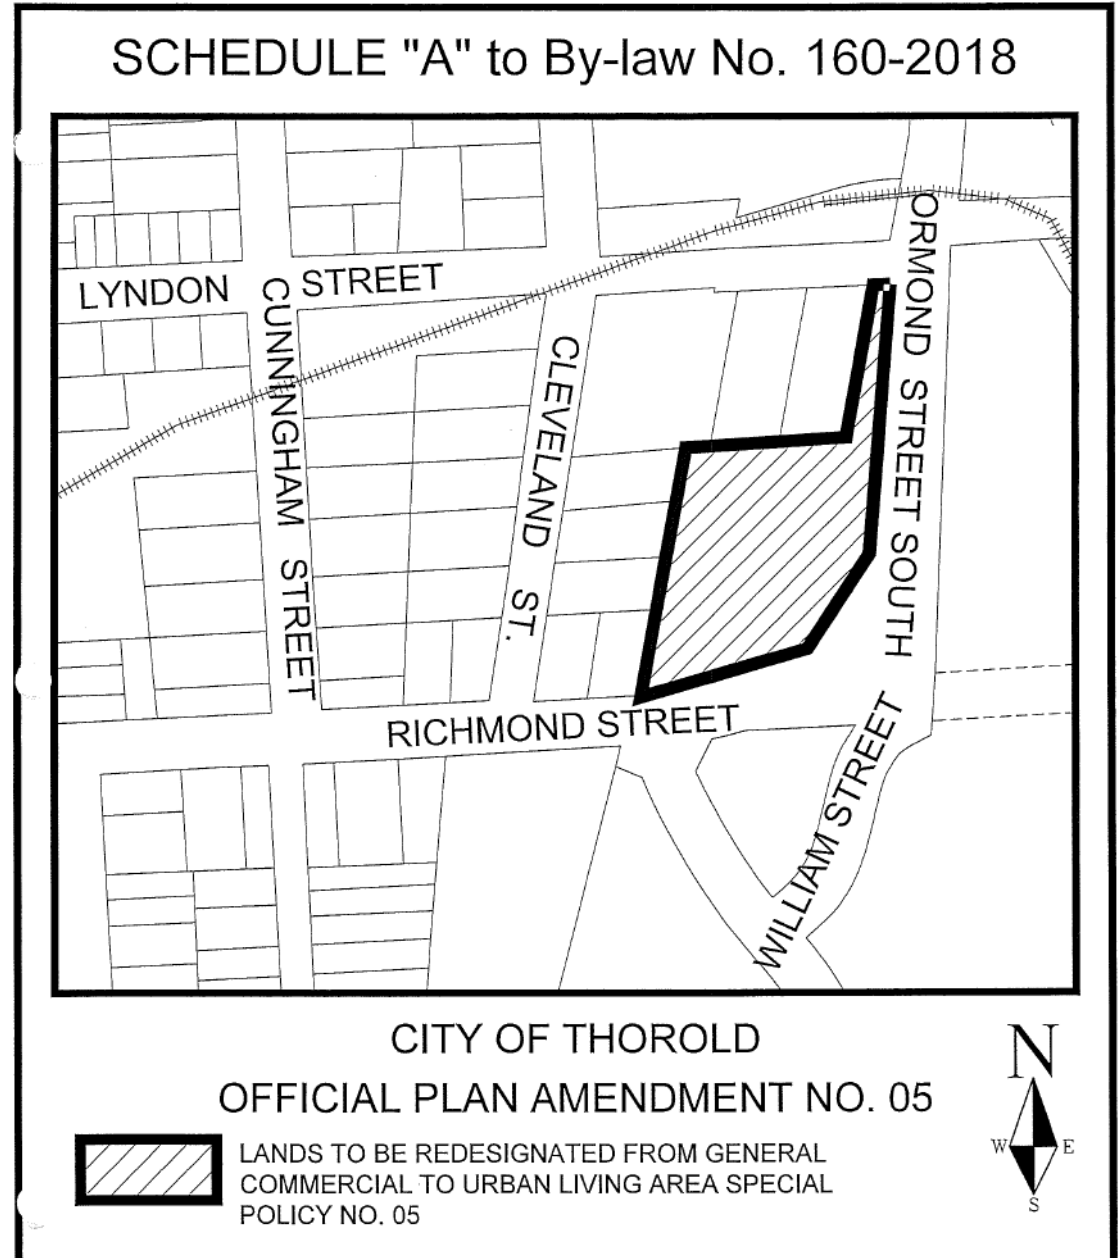 SCHEDULE "A" to By-law No. 160-2018
LYNDON STREET
CUNNINGHAM STREET
CLEVELAND ST.
ORMOND STREET SOUTH
RICHMOND STREET
WILLIAM STREET
CITY OF THOROLD
OFFICIAL PLAN AMENDMENT NO. 05
LANDS TO BE REDESIGNATED FROM GENERAL
COMMERCIAL TO URBAN LIVING AREA SPECIAL
POLICY NO. 05
N
W E
S